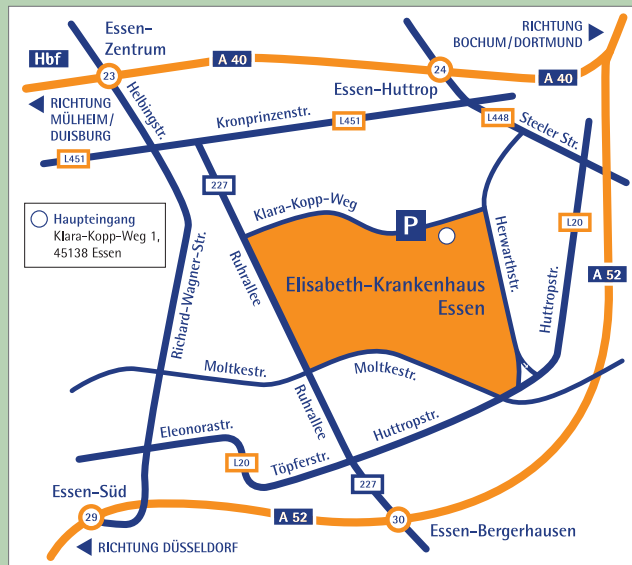 Essen-
Zentrum
Hbf
23
A 40
RICHTUNG
BOCHUM/DORTMUND
24
A 40
Essen-Huttrop
RICHTUNG
MÜLHEIM/
DUISBURG
Helbingstr.
Kronprinzenstr.
L451
L451
L448
Steeler Str.
227
Klara-Kopp-Weg
P
L20
Haupteingang
Klara-Kopp-Weg 1,
45138 Essen
Herwarthstr.
A 52
Elisabeth-Krankenhaus
Essen
Richard-Wagner-Str.
Ruhrallee
Huttropstr.
Moltkestr.
Moltkestr.
Ruhrallee
Eleonorastr.
Huttropstr.
L20
Töpferstr.
227
Essen-Süd
29
A 52
30
Essen-Bergerhausen
RICHTUNG DÜSSELDORF